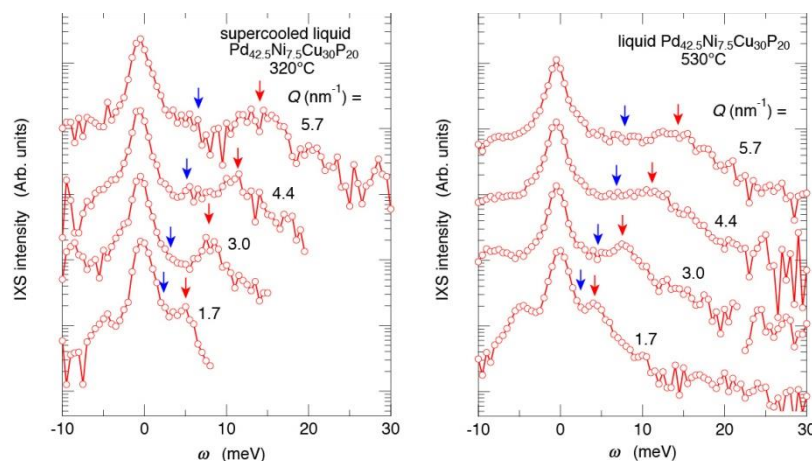 supercooled liquid
Pd42.5Ni7.5Cu30P20
320°C
Q (nm-1) =
5.7
4.4
3.0
1.7
IXS intensity (Arb. units)
-10 0 10 20 30
ω (meV)
liquid Pd42.5Ni7.5Cu30P20
530°C
Q (nm-1) =
5.7
4.4
3.0
1.7
IXS intensity (Arb. units)
-10 0 10 20 30
ω (meV)